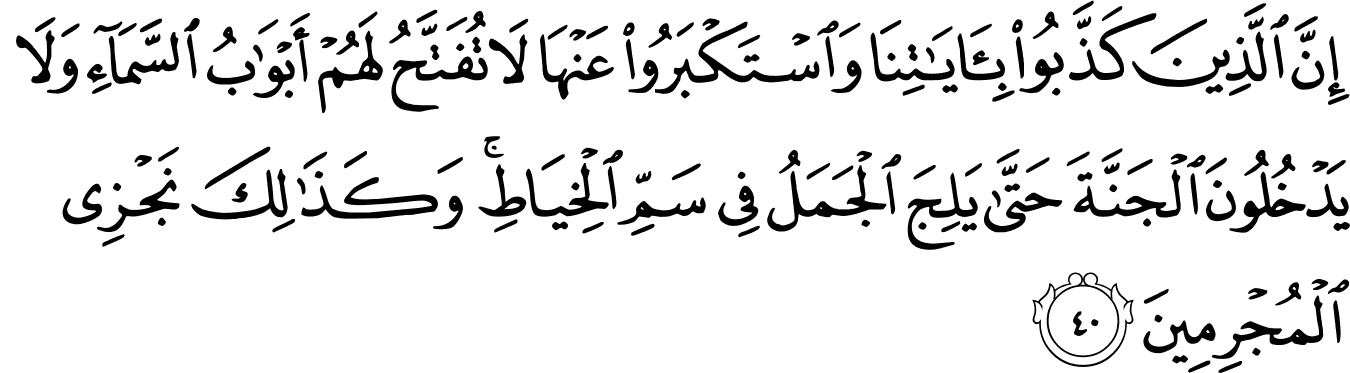 إِنَّ ٱلَّذِينَ كَذَّبُوا۟ بِـَٔايَـٰتِنَا وَٱسْتَكْبَرُوا۟ عَنْهَا لَا تُفَتَّحُ لَهُمْ أَبْوَٰبُ ٱلسَّمَآءِ وَلَا
يَدْخُلُونَ ٱلْجَنَّةَ حَتَّىٰ يَلِجَ ٱلْجَمَلُ فِى سَمِّ ٱلْخِيَاطِ ۚ وَكَذَٰلِكَ نَجْزِى
ٱلْمُجْرِمِينَ ٤٠